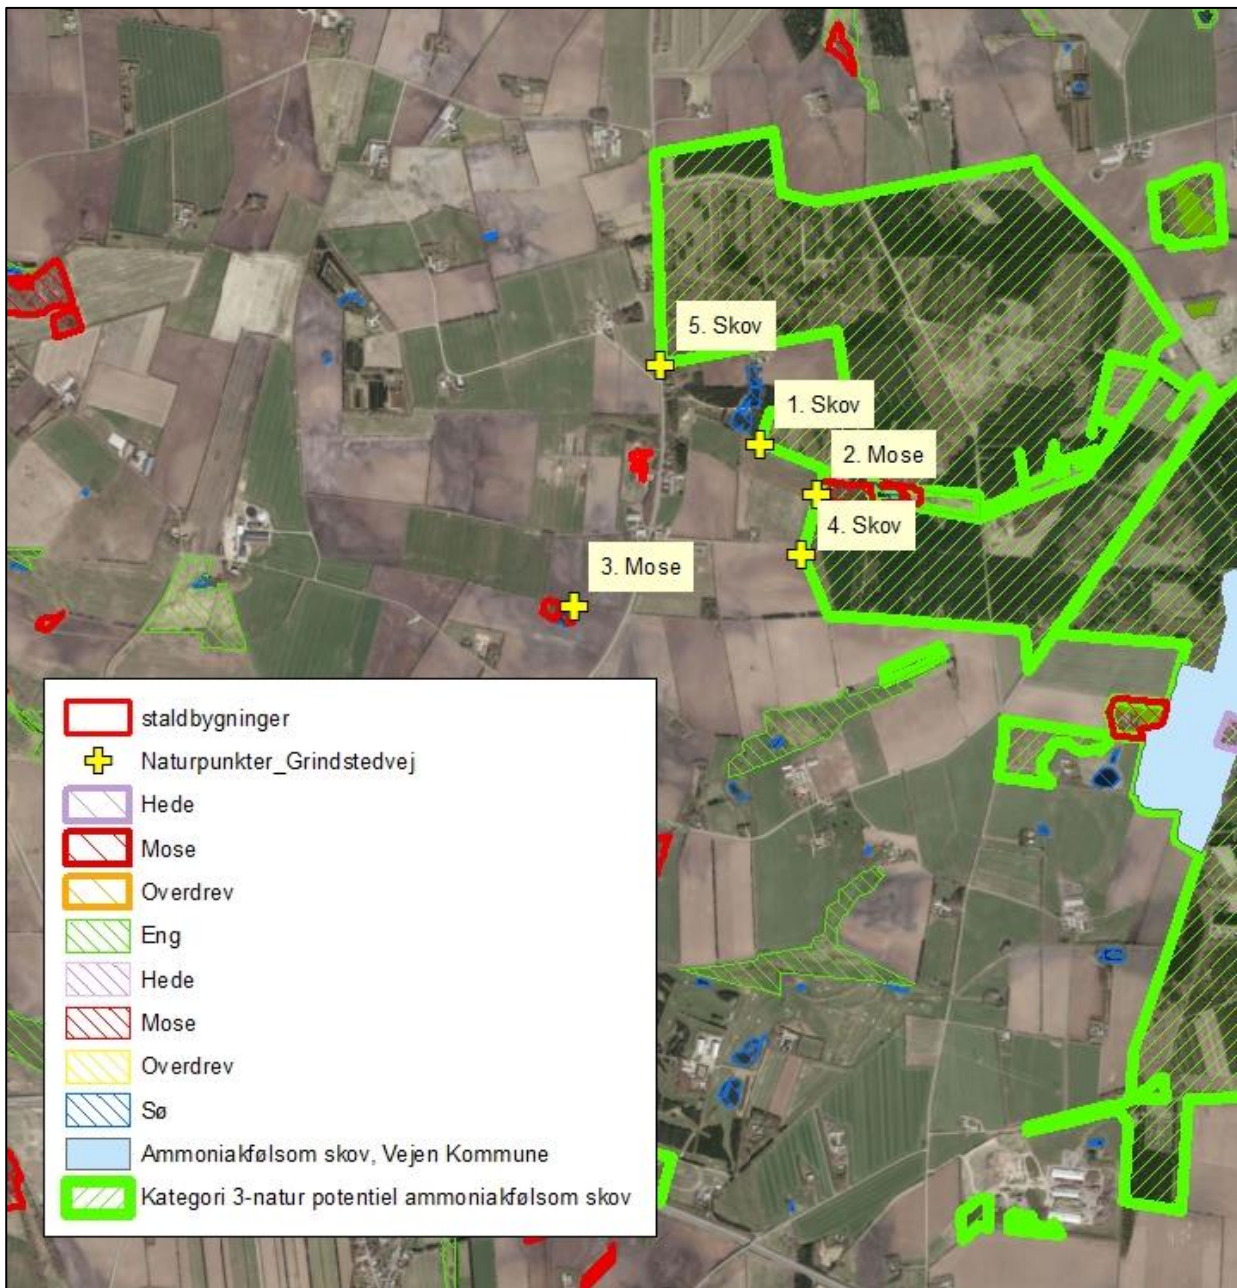 5. Skov
1. Skov
2. Mose
4. Skov
3. Mose
staldbygninger
Naturpunkter_Grindstedvej
Hede
Mose
Overdrev
Eng
Hede
Mose
Overdrev
Sø
Ammoniakfølsom skov, Vejen Kommune
Kategori 3-natur potentiel ammoniakfølsom skov